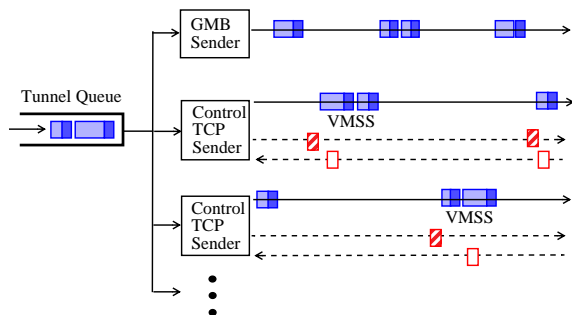 GMB
Sender
Tunnel Queue
Control
TCP
Sender
VMSS
Control
TCP
Sender
VMSS